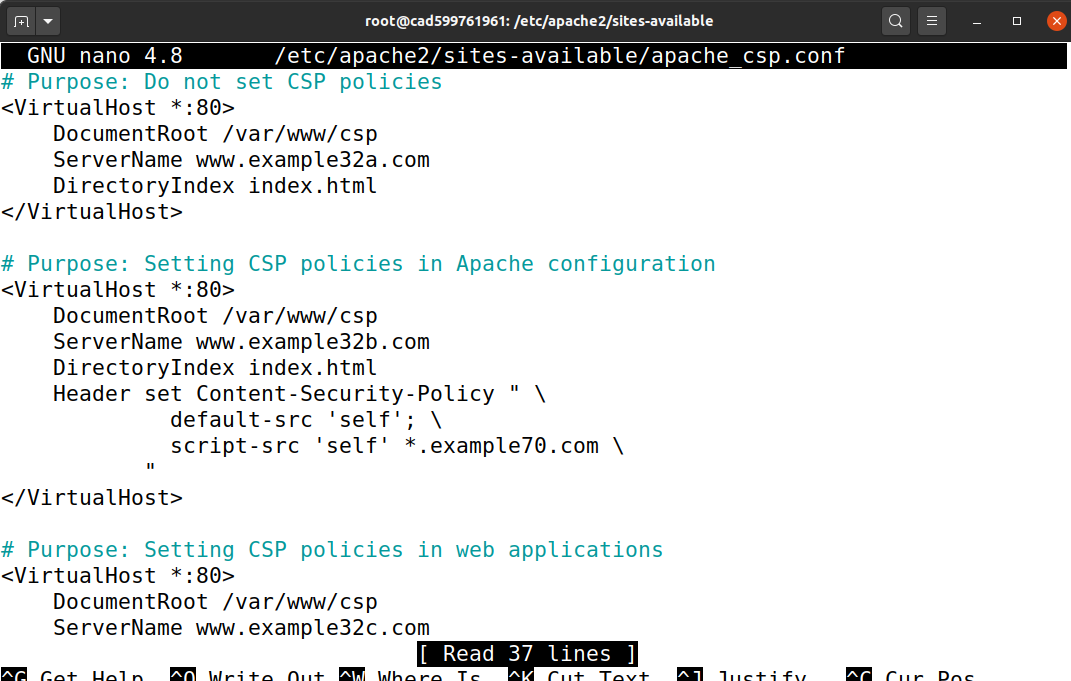 root@cad599761961: /etc/apache2/sites-available
GNU nano 4.8 /etc/apache2/sites-available/apache_csp.conf
# Purpose: Do not set CSP policies
<VirtualHost *:80>
    DocumentRoot /var/www/csp
    ServerName www.example32a.com
    DirectoryIndex index.html
</VirtualHost>

# Purpose: Setting CSP policies in Apache configuration
<VirtualHost *:80>
    DocumentRoot /var/www/csp
    ServerName www.example32b.com
    DirectoryIndex index.html
    Header set Content-Security-Policy " \
             default-src 'self'; \
             script-src 'self' *.example70.com \
           "
</VirtualHost>

# Purpose: Setting CSP policies in web applications
<VirtualHost *:80>
    DocumentRoot /var/www/csp
    ServerName www.example32c.com
[ Read 37 lines ]
^G Get Help  ^O Write Out ^W Where Is  ^K Cut Text  ^J Justify   ^C Cur Pos